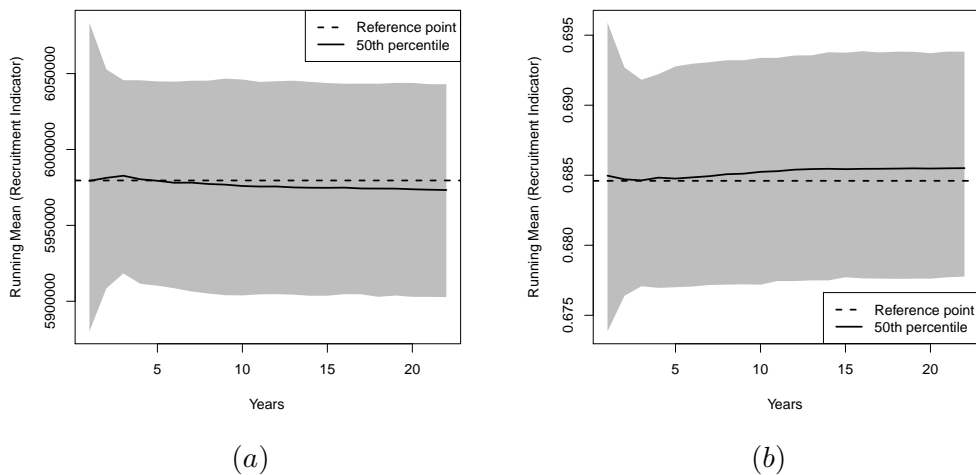 Reference point
50th percentile
Running Mean (Recruitment Indicator)
6050000
6000000
5950000
5900000
5
10
15
20
Years
(a)
Running Mean (Recruitment Indicator)
0.695
0.690
0.685
0.680
0.675
Reference point
50th percentile
5
10
15
20
Years
(b)